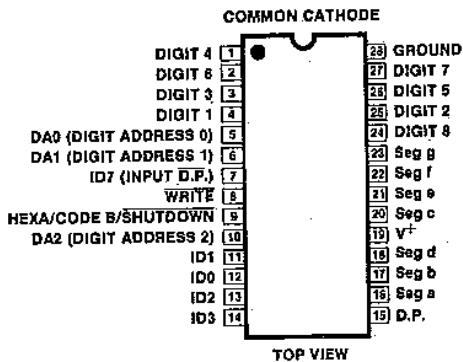 COMMON CATHODE
DIGIT 4 1
DIGIT 6 2
DIGIT 3 3
DIGIT 1 4
DA0 (DIGIT ADDRESS 0) 5
DA1 (DIGIT ADDRESS 1) 6
ID7 (INPUT D.P.) 7
WRITE 8
HEXA/CODE B/SHUTDOWN 9
DA2 (DIGIT ADDRESS 2) 10
ID1 11
ID0 12
ID2 13
ID3 14
28 GROUND
27 DIGIT 7
26 DIGIT 5
25 DIGIT 2
24 DIGIT 8
23 Seg g
22 Seg f
21 Seg e
20 Seg c
19 V+
18 Seg d
17 Seg b
16 Seg a
15 D.P.
TOP VIEW